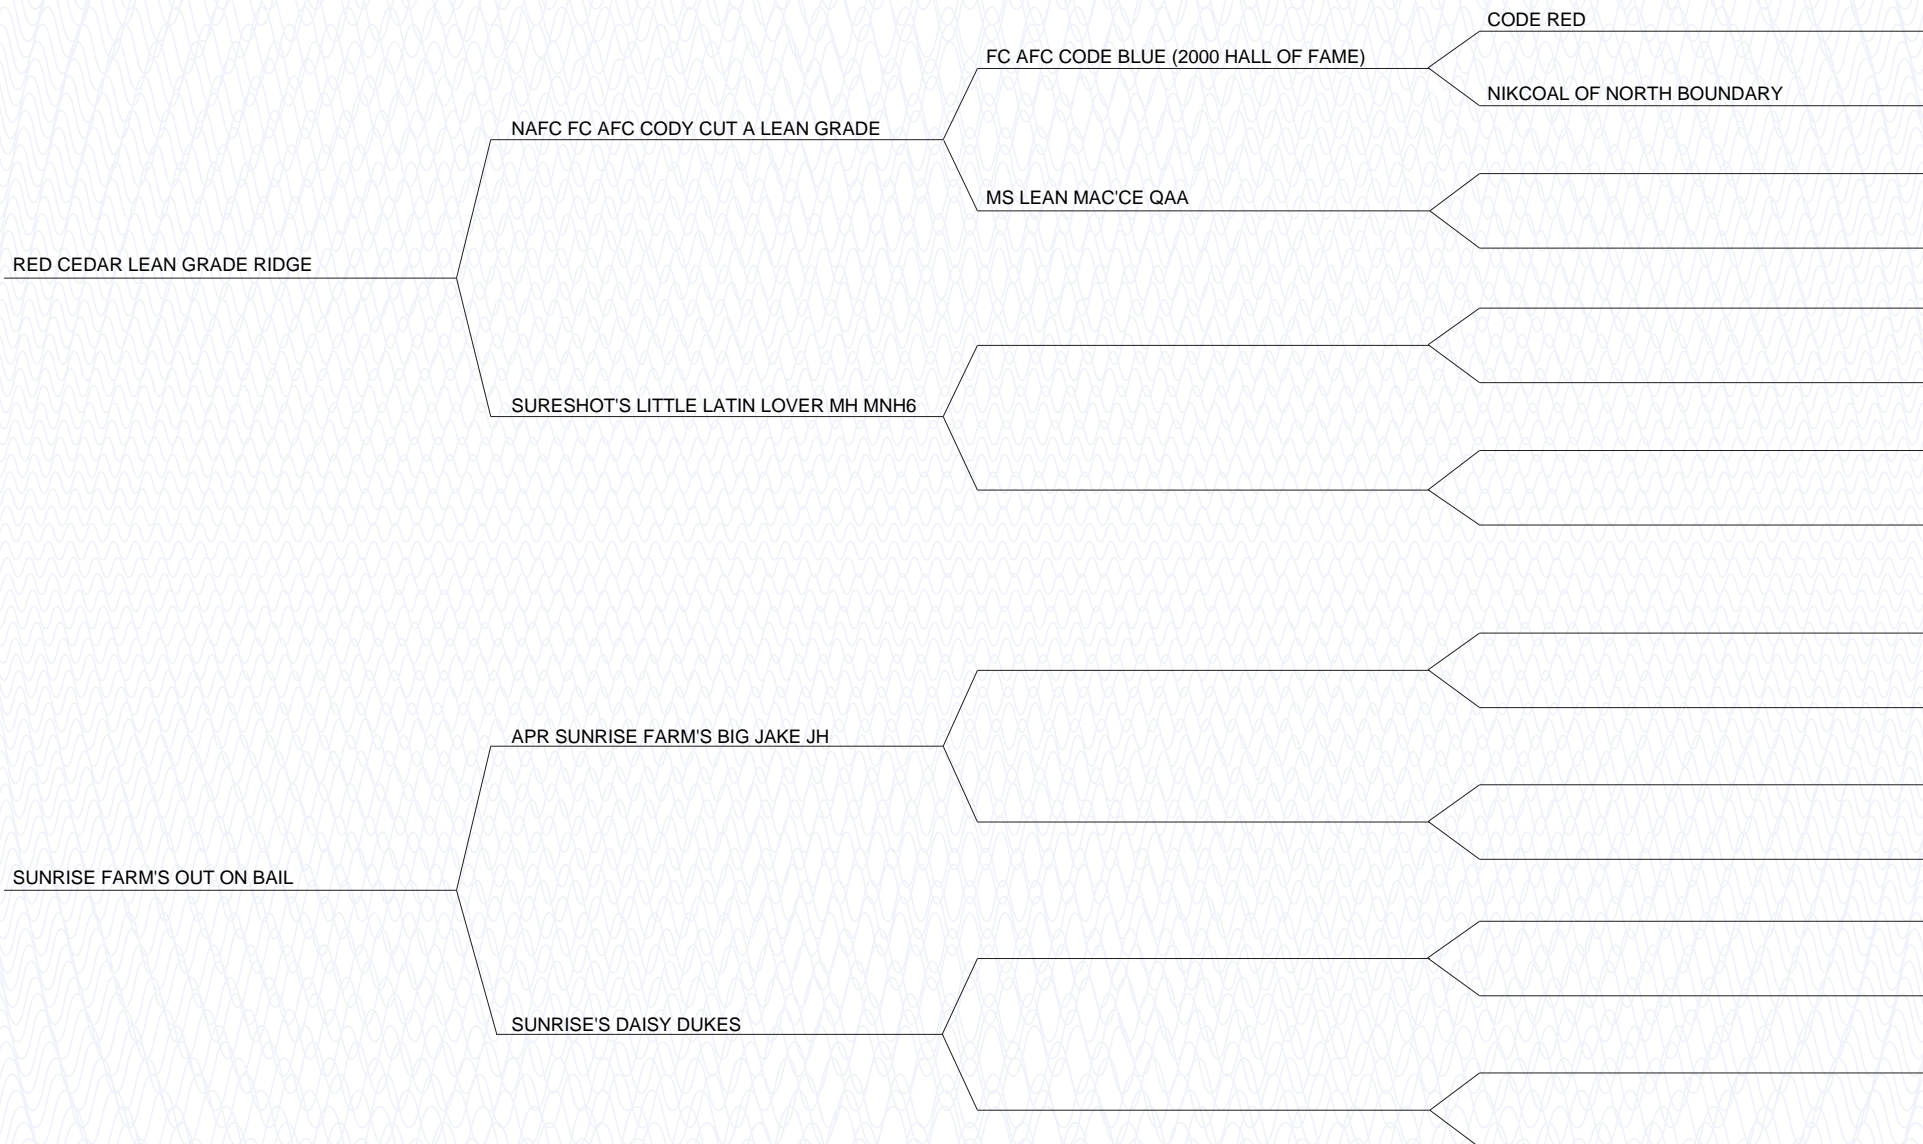 CODE RED
FC AFC CODE BLUE (2000 HALL OF FAME)
NIKCOAL OF NORTH BOUNDARY
NAFC FC AFC CODY CUT A LEAN GRADE
MS LEAN MAC'CE QAA
RED CEDAR LEAN GRADE RIDGE
SURESHOT'S LITTLE LATIN LOVER MH MNH6
APR SUNRISE FARM'S BIG JAKE JH
SUNRISE FARM'S OUT ON BAIL
SUNRISE'S DAISY DUKES